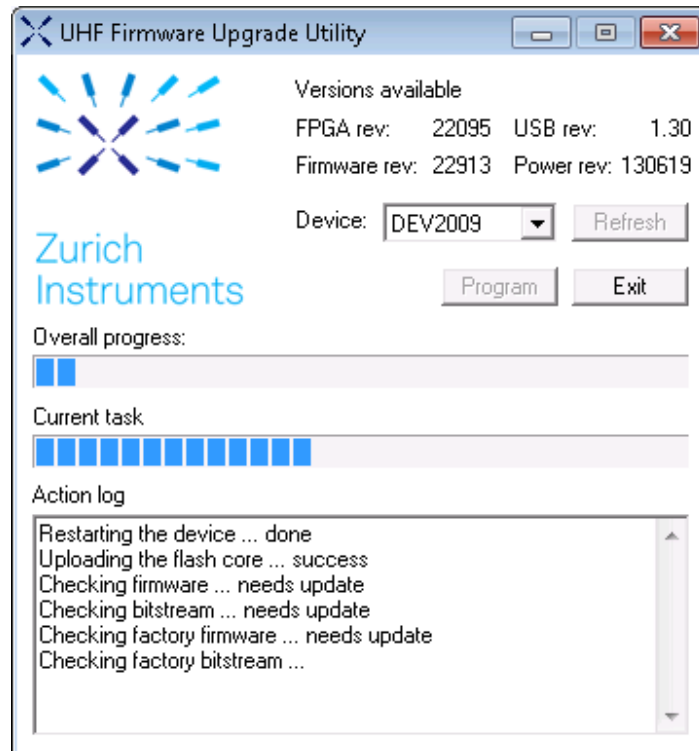 UHF Firmware Upgrade Utility
Versions available
FPGA rev: 22095 USB rev: 1.30
Firmware rev: 22913 Power rev: 130619
Device: DEV2009 Refresh
Zurich
Instruments
Program Exit
Overall progress:
Current task
Action log
Restarting the device ... done
Uploading the flash core ... success
Checking firmware ... needs update
Checking bitstream ... needs update
Checking factory firmware ... needs update
Checking factory bitstream ...